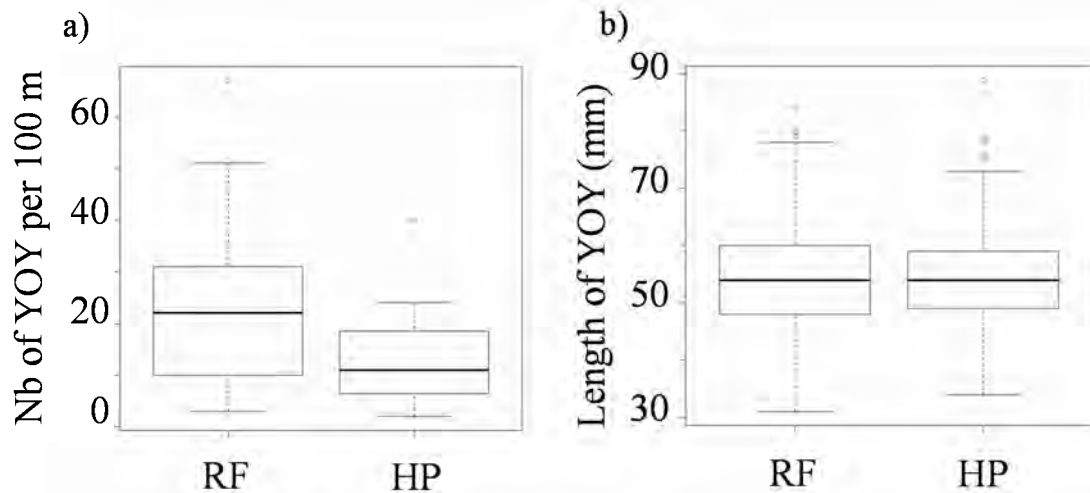 a)
Nb of YOY per 100 m
60
40
20
0
RF HP
b)
Length of YOY (mm)
90
70
50
30
RF HP